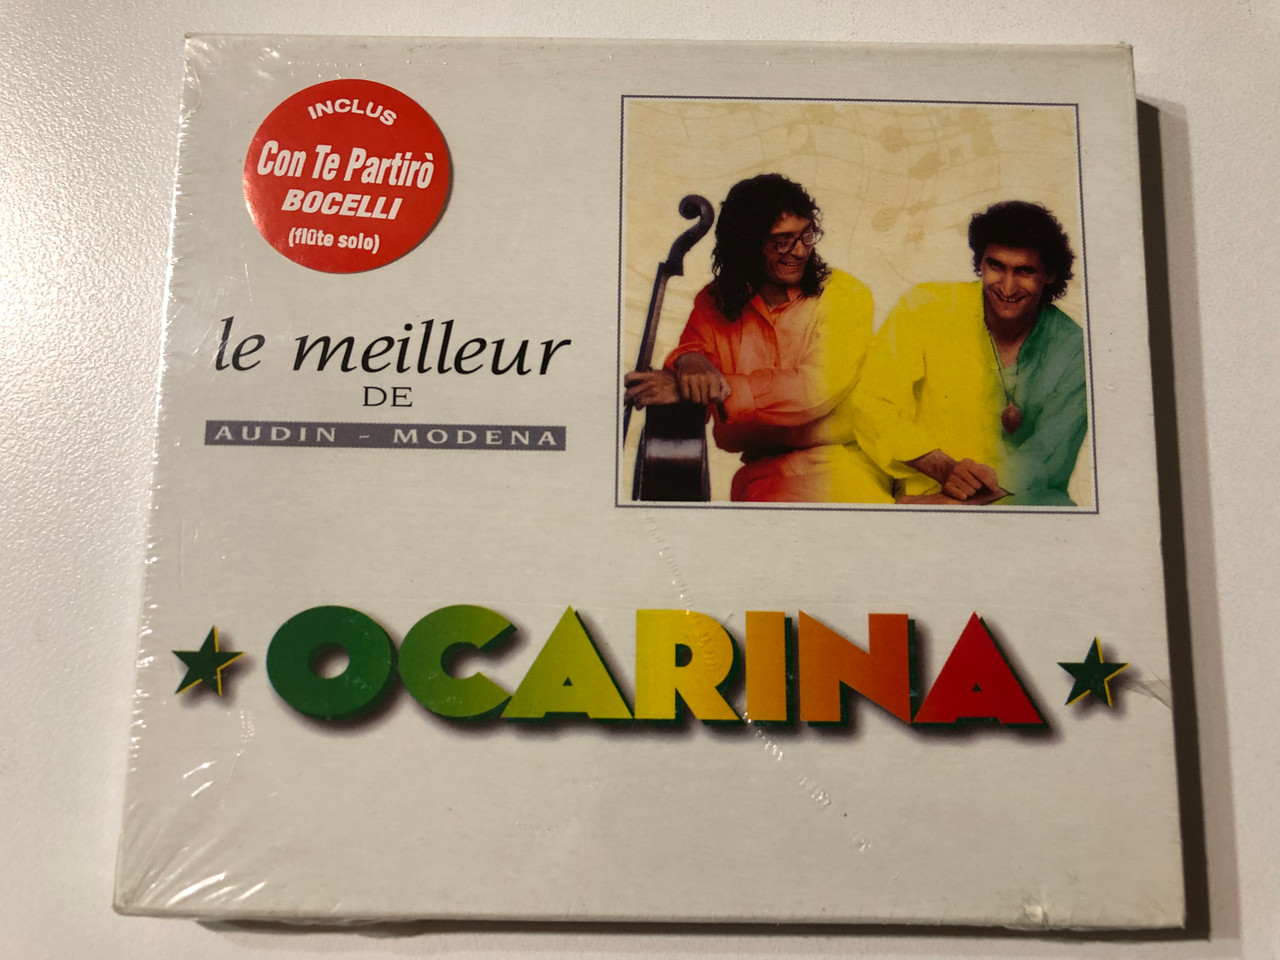 INCLUS
Con Te Partirò
BOCELLI
(flûte solo)
le meilleur
DE
AUDIN - MODENA
OCARINA